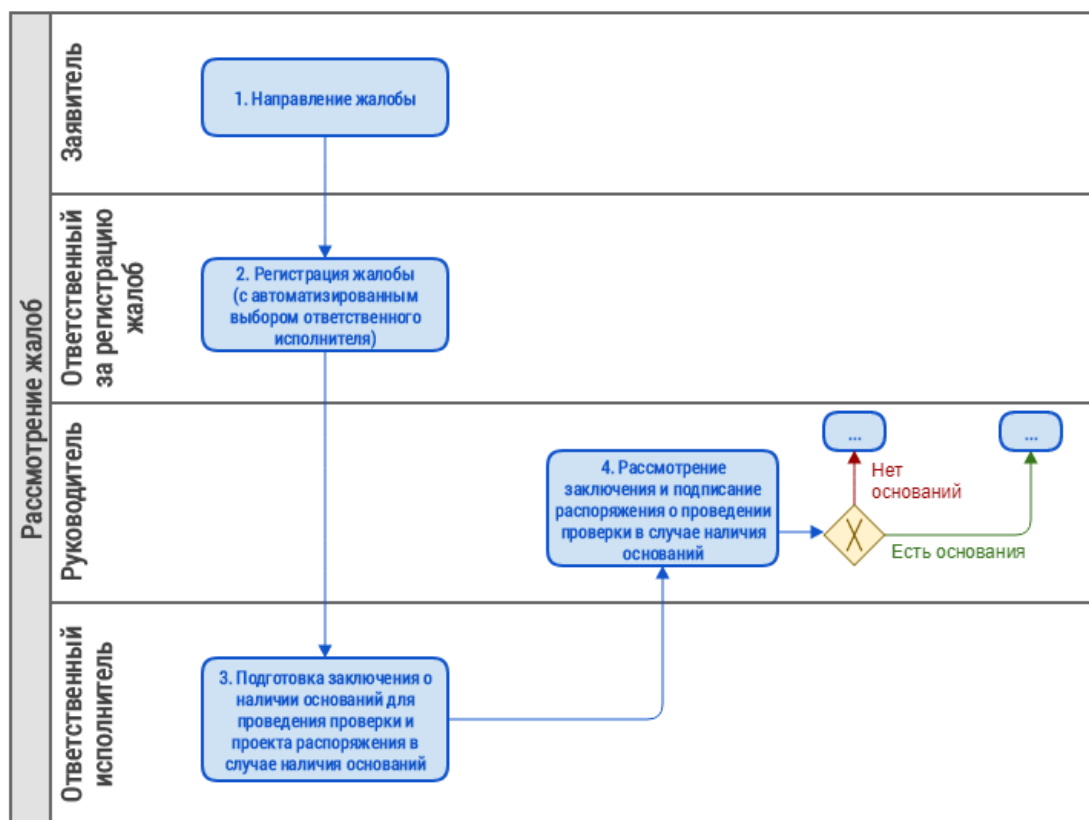 Рассмотрение жалоб
Заявитель
1. Направление жалобы
Ответственный
за регистрацию
жалоб
2. Регистрация жалобы
(с автоматизированным
выбором ответственного
исполнителя)
Руководитель
4. Рассмотрение
заключения и подписание
распоряжения о проведении
проверки в случае наличия
оснований
...
Нет
оснований
...
Есть основания
Ответственный
исполнитель
3. Подготовка заключения о
наличии оснований для
проведения проверки и
проекта распоряжения в
случае наличия оснований